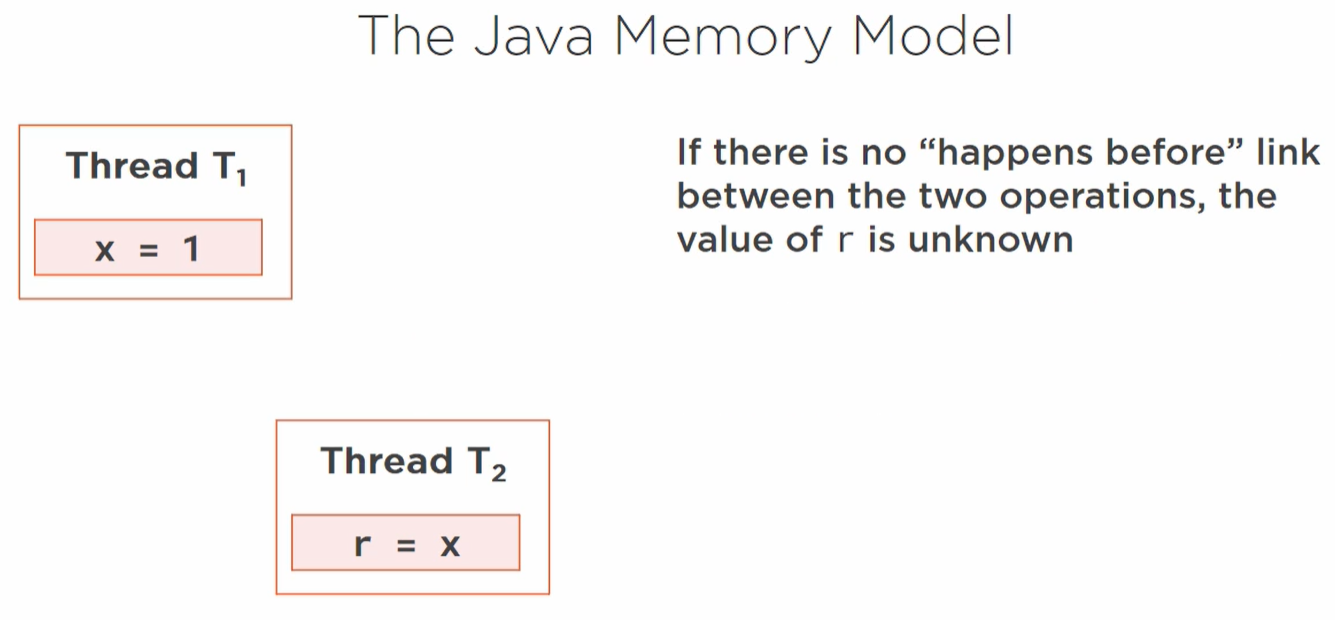 The Java Memory Model
Thread T₁
x = 1
If there is no “happens before” link
between the two operations, the
value of r is unknown
Thread T₂
r = x